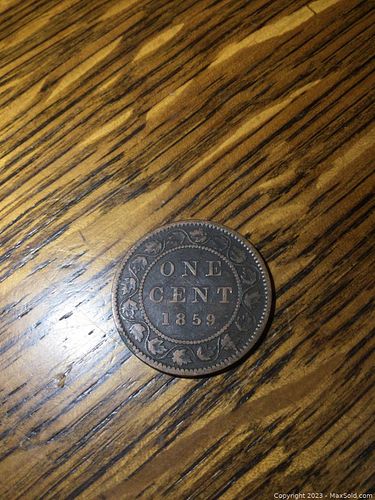 ONE
CENT
1859
Copyright 2023 - MaxSold.com